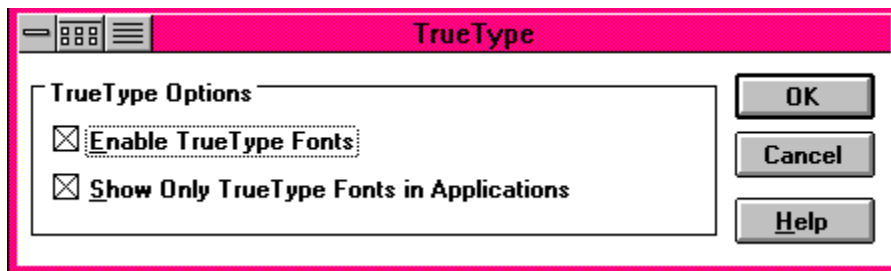 TrueType
TrueType Options
Enable TrueType Fonts
Show Only TrueType Fonts in Applications
OK
Cancel
Help